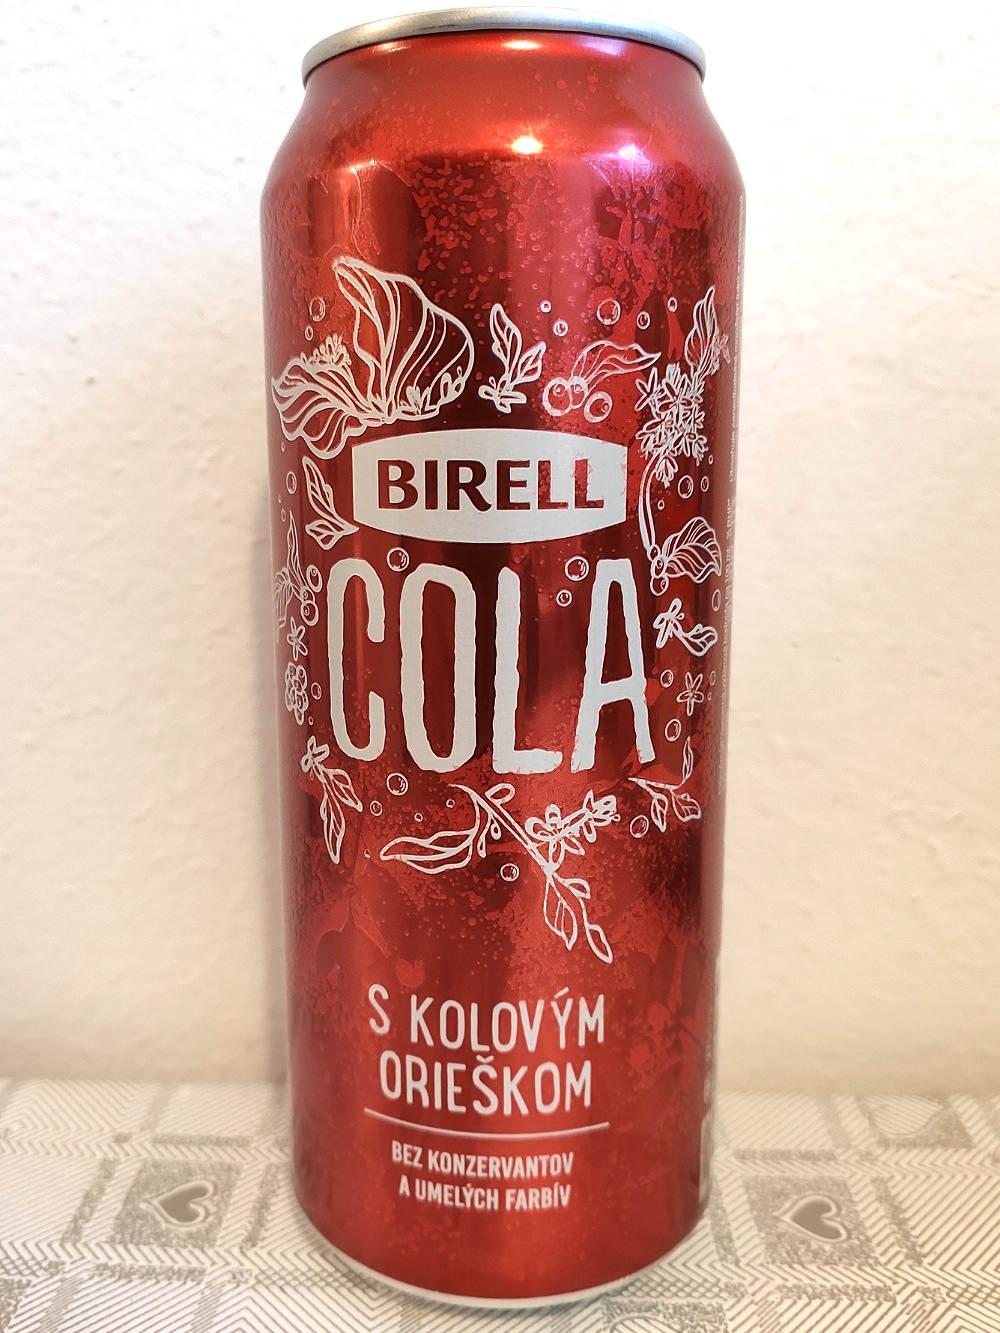 BIRELL
COLA
S KOLOVÝM
ORIEŠKOM
BEZ KONZERVANTOV
A UMELÝCH FARBÍV